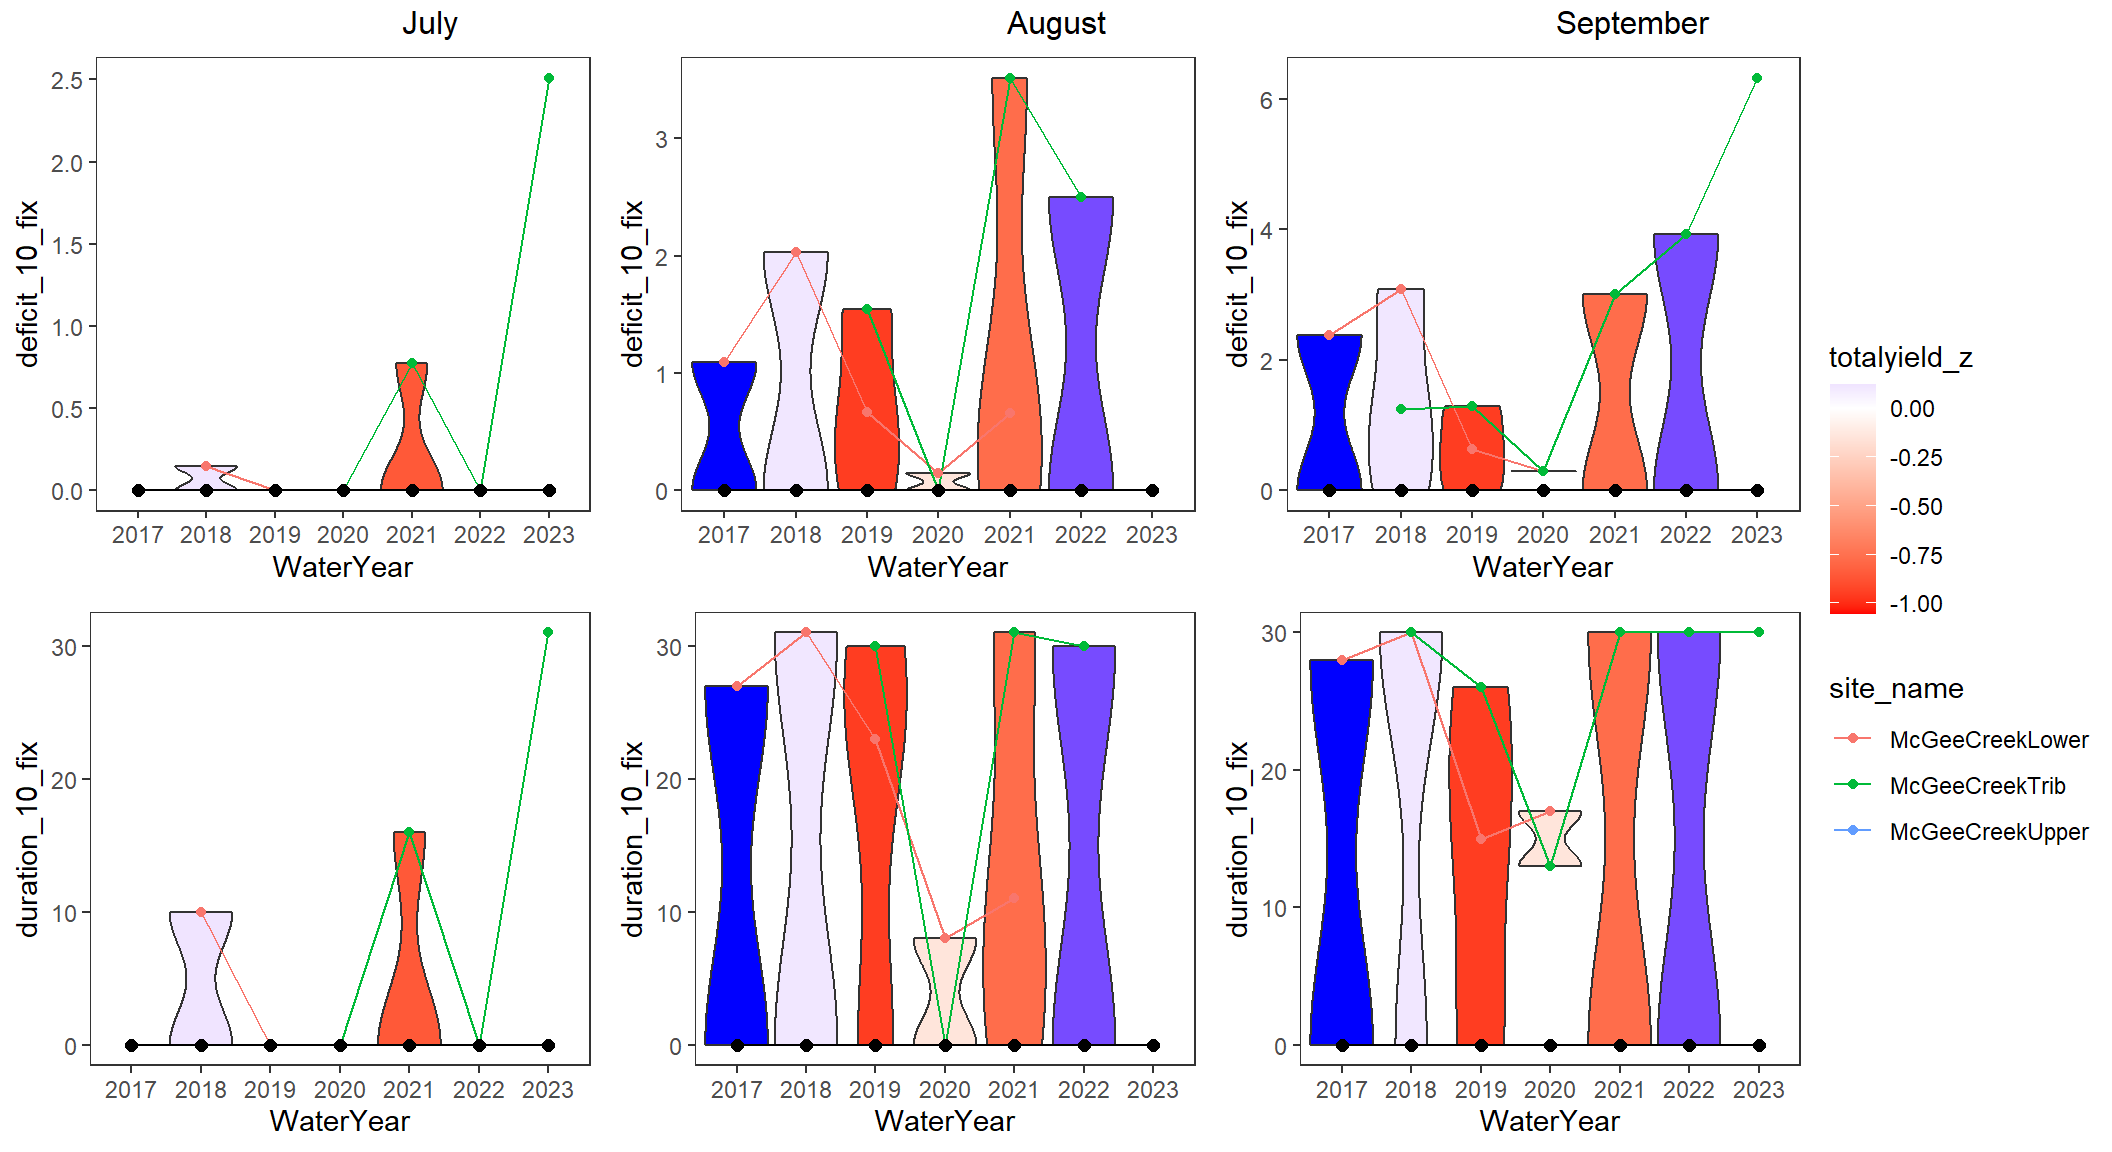 July
August
September
deficit_10_fix
2.5
2.0
1.5
1.0
0.5
0.0
2017 2018 2019 2020 2021 2022 2023
WaterYear
deficit_10_fix
3
2
1
0
2017 2018 2019 2020 2021 2022 2023
WaterYear
deficit_10_fix
6
4
2
0
2017 2018 2019 2020 2021 2022 2023
WaterYear
duration_10_fix
30
20
10
0
2017 2018 2019 2020 2021 2022 2023
WaterYear
duration_10_fix
30
20
10
0
2017 2018 2019 2020 2021 2022 2023
WaterYear
duration_10_fix
30
20
10
0
2017 2018 2019 2020 2021 2022 2023
WaterYear
totalyield_z
0.00
-0.25
-0.50
-0.75
-1.00
site_name
McGeeCreekLower
McGeeCreekTrib
McGeeCreekUpper